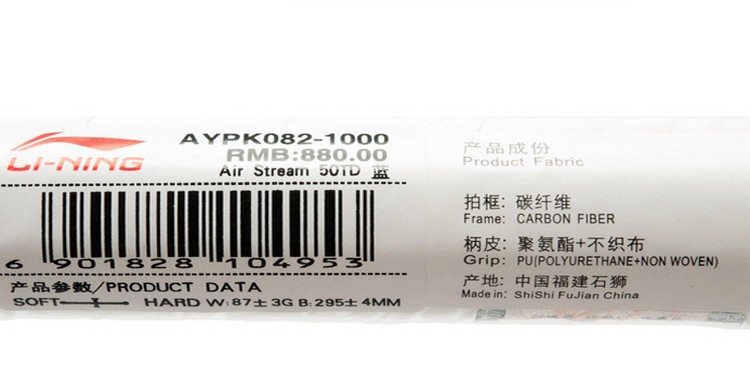 LI-NING
AYPK082-1000
RMB:880.00
Air Stream 50TD 蓝
6 901828 104953
产品参数/PRODUCT DATA
SOFT HARD W:87±3G B:295±4MM
产品成份
Product Fabric
拍框: 碳纤维
Frame: CARBON FIBER
柄皮: 聚氨酯+不织布
Grip: PU(POLYURETHANE+NON WOVEN)
产地: 中国福建石狮
Made in: ShiShi FuJian China